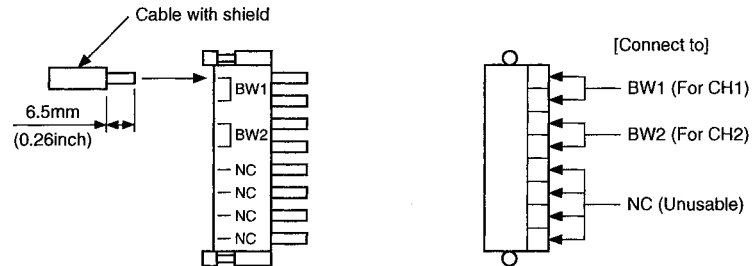 Cable with shield
6.5mm
(0.26inch)
BW1
BW2
NC
NC
NC
NC
[Connect to]
BW1 (For CH1)
BW2 (For CH2)
NC (Unusable)